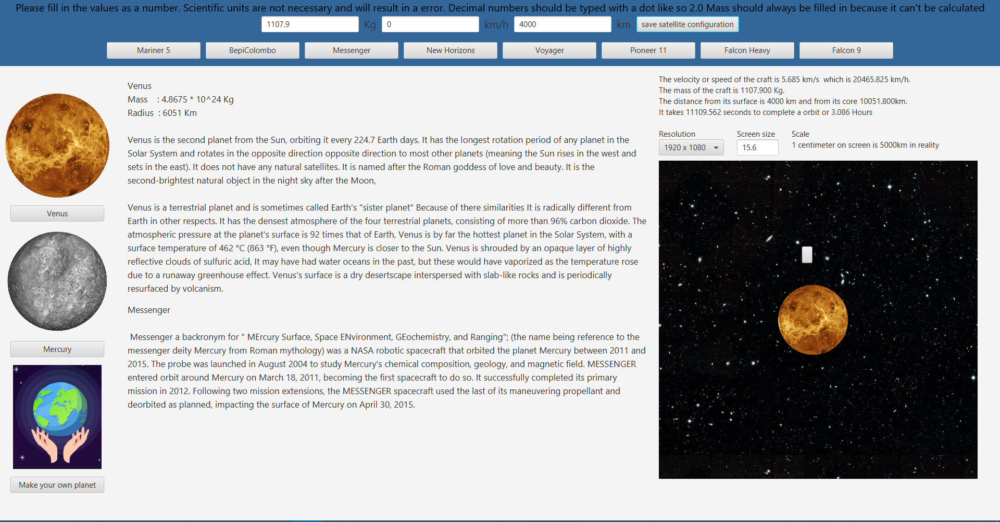 Please fill in the values as a number. Scientific units are not necessary and will result in a error. Decimal numbers should be typed with a dot like so 2.0 Mass should always be filled in because it can't be calculated
1107.9 Kg 0 km/h 4000 km save satellite configuration
Mariner 5 BepiColombo Messenger New Horizons Voyager Pioneer 11 Falcon Heavy Falcon 9
Venus
Mercury
Make your own planet
Venus
Mass : 4.8675 * 10^24 Kg
Radius : 6051 Km
Venus is the second planet from the Sun, orbiting it every 224.7 Earth days. It has the longest rotation period of any planet in the
Solar System and rotates in the opposite direction opposite direction to most other planets (meaning the Sun rises in the west and
sets in the east). It does not have any natural satellites. It is named after the Roman goddess of love and beauty. It is the
second-brightest natural object in the night sky after the Moon,
Venus is a terrestrial planet and is sometimes called Earth's "sister planet" Because of there similarities It is radically different from
Earth in other respects. It has the densest atmosphere of the four terrestrial planets, consisting of more than 96% carbon dioxide. The
atmospheric pressure at the planet's surface is 92 times that of Earth, Venus is by far the hottest planet in the Solar System, with a
surface temperature of 462 °C (863 °F), even though Mercury is closer to the Sun. Venus is shrouded by an opaque layer of highly
reflective clouds of sulfuric acid, It may have had water oceans in the past, but these would have vaporized as the temperature rose
due to a runaway greenhouse effect. Venus's surface is a dry desertscape interspersed with slab-like rocks and is periodically
resurfaced by volcanism.
Messenger
Messenger a backronym for " MErcury Surface, Space ENvironment, GEochemistry, and Ranging"; (the name being reference to the
messenger deity Mercury from Roman mythology) was a NASA robotic spacecraft that orbited the planet Mercury between 2011 and
2015. The probe was launched in August 2004 to study Mercury's chemical composition, geology, and magnetic field. MESSENGER
entered orbit around Mercury on March 18, 2011, becoming the first spacecraft to do so. It successfully completed its primary
mission in 2012. Following two mission extensions, the MESSENGER spacecraft used the last of its maneuvering propellant and
deorbited as planned, impacting the surface of Mercury on April 30, 2015.
The velocity or speed of the craft is 5.685 km/s which is 20465.825 km/h.
The mass of the craft is 1107.900 Kg.
The distance from its surface is 4000 km and from its core 10051.800km.
It takes 11109.562 seconds to complete a orbit or 3.086 Hours
Resolution Screen size Scale
1920 x 1080 15.6 1 centimeter on screen is 5000km in reality